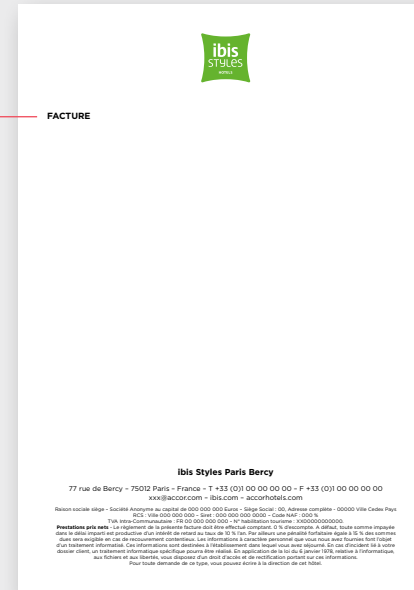 ibis
STYLES
HOTELS
FACTURE
ibis Styles Paris Bercy
77 rue de Bercy – 75012 Paris – France – T +33 (0)1 00 00 00 00 – F +33 (0)1 00 00 00 00
xxx@accor.com – ibis.com – accorhotels.com
Raison sociale siège – Société Anonyme au capital de 000 000 000 Euros – Siège Social : 00, Adresse complète - 00000 Ville Cedex Pays
RCS : Ville 000 000 000 – Siret : 000 000 000 0000 – Code NAF : 000 %
TVA intra-Communautaire : FR 00 000 000 000 - N° habilitation tourisme : XX00000000000.
Prestations pris nets - Le règlement de la présente facture doit être effectué comptant. 0 % d'escompte. A défaut, toute somme impayée
dans le délai imparti est productive d'un intérêt de retard au taux de 10 % l'an. Par ailleurs une pénalité forfaitaire égale à 15 % des sommes
dues sera exigible en cas de recouvrement contentieux. Les informations à caractère personnel que vous nous avez fournies font l'objet
d'un traitement informatisé. Ces informations sont destinées à l'établissement dans lequel vous avez séjourné. En cas d'incident lié à votre
dossier client, un traitement informatique spécifique pourra être réalisé. En application de la loi du 6 janvier 1978, relative à l'informatique,
aux fichiers et aux libertés, vous disposez d'un droit d'accès et de rectification portant sur ces informations.
Pour toute demande de ce type, vous pouvez écrire à la direction de cet hôtel.